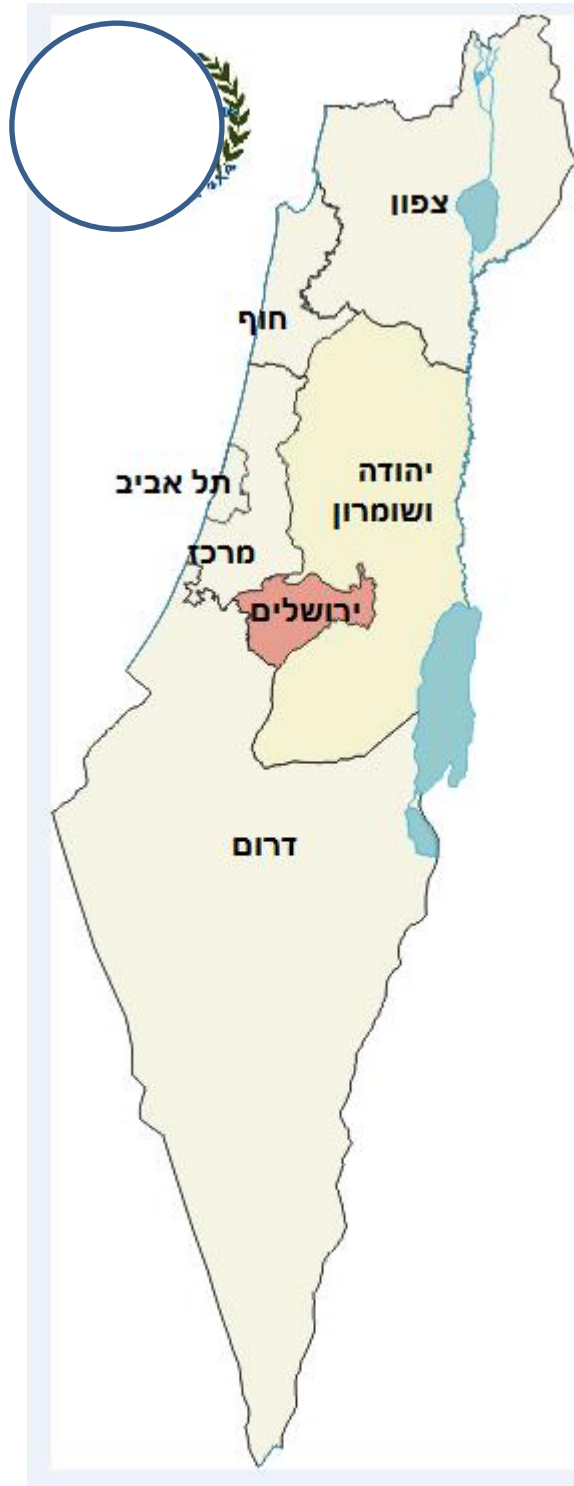 צפון
חוף
יהודה
ושומרון
תל אביב
מרכז
ירושלים
דרום